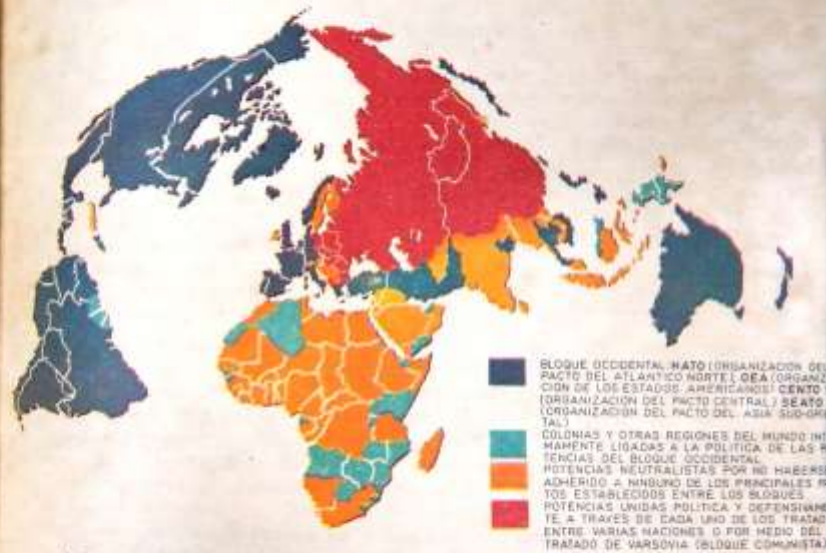 BLOQUE OCCIDENTAL: NATO (ORGANIZACION DEL
PACTO DEL ATLANTICO NORTE), OEA (ORGANIZ
CION DE LOS ESTADOS AMERICANOS) CENTO
(ORGANIZACION DEL PACTO CENTRAL) SEATO
(ORGANIZACION DEL PACTO DEL ASIA SUD-OR
TAL)
COLONIAS Y OTRAS REGIONES DEL MUNDO INT
MAMENTE LIGADAS A LA POLITICA DE LAS P
TENCIAS DEL BLOQUE OCCIDENTAL
POTENCIAS NEUTRALISTAS POR NO HABERS
ADHERIDO A NINGUNO DE LOS PRINCIPALES P
TOS ESTABLECIDOS ENTRE LOS BLOQUES
POTENCIAS UNIDAS POLITICA Y DEFENSIVAME
TE, A TRAVES DE CADA UNO DE LOS TRATAD
ENTRE VARIAS NACIONES O POR MEDIO DEL
TRATADO DE VARSOVIA (BLOQUE COMUNISTA)